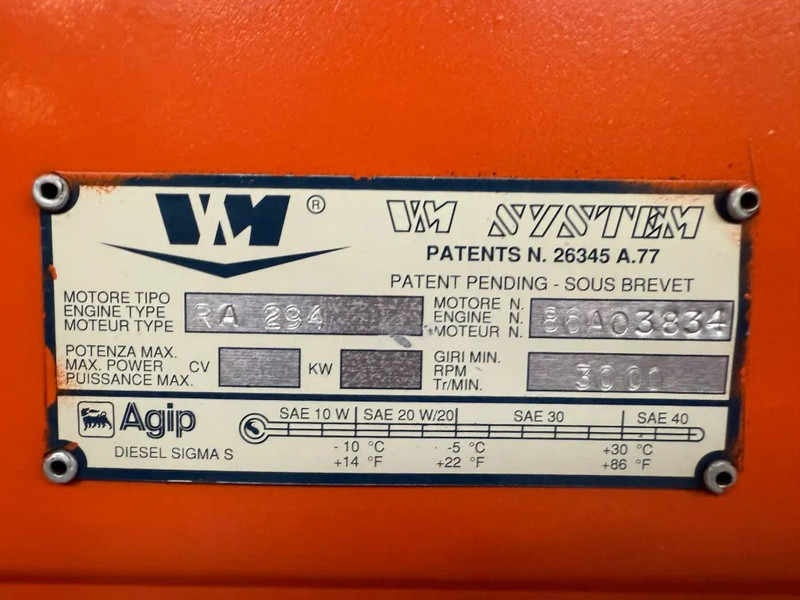 VM ®
VM SYSTEM
PATENTS N. 26345 A.77
PATENT PENDING - SOUS BREVET
MOTORE TIPO
ENGINE TYPE
MOTEUR TYPE
RA 294
MOTORE N.
ENGINE N.
MOTEUR N.
86A03834
POTENZA MAX.
MAX. POWER CV
PUISSANCE MAX.
KW
GIRI MIN.
RPM
Tr/MIN.
3000
Agip
DIESEL SIGMA S
SAE 10 W SAE 20 W/20 SAE 30 SAE 40
- 10 °C -5 °C +30 °C
+14 °F +22 °F +86 °F